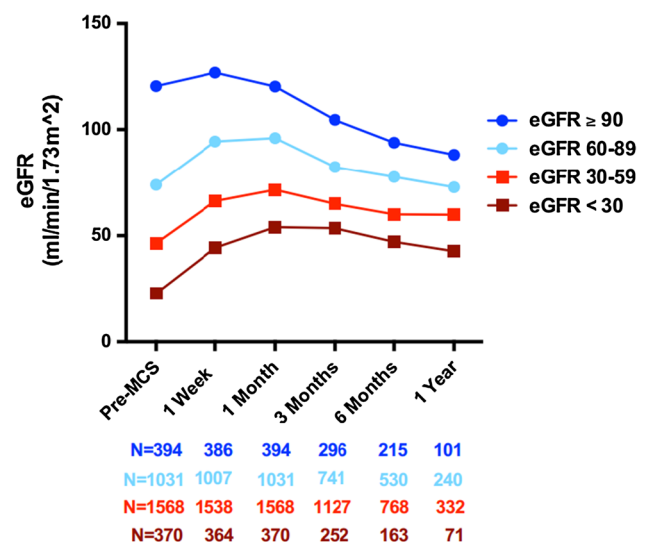 150
100
50
0
eGFR
(ml/min/1.73m^2)
eGFR ≥ 90
eGFR 60-89
eGFR 30-59
eGFR < 30
Pre-MCS
1 Week
1 Month
3 Months
6 Months
1 Year
N=394 386 394 296 215 101
N=1031 1007 1031 741 530 240
N=1568 1538 1568 1127 768 332
N=370 364 370 252 163 71